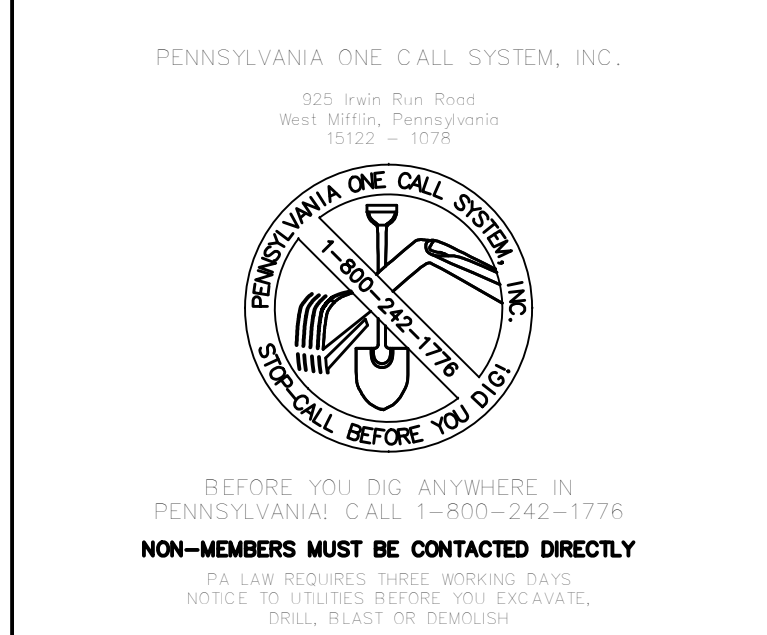 PENNSYLVANIA ONE CALL SYSTEM, INC.
925 Irwin Run Road
West Mifflin, Pennsylvania
15122 - 1078
PENNSYLVANIA ONE CALL SYSTEM, INC.
1-800-242-1776
STOP-CALL BEFORE YOU DIG!
BEFORE YOU DIG ANYWHERE IN
PENNSYLVANIA! CALL 1-800-242-1776
NON-MEMBERS MUST BE CONTACTED DIRECTLY
PA LAW REQUIRES THREE WORKING DAYS
NOTICE TO UTILITIES BEFORE YOU EXCAVATE,
DRILL, BLAST OR DEMOLISH